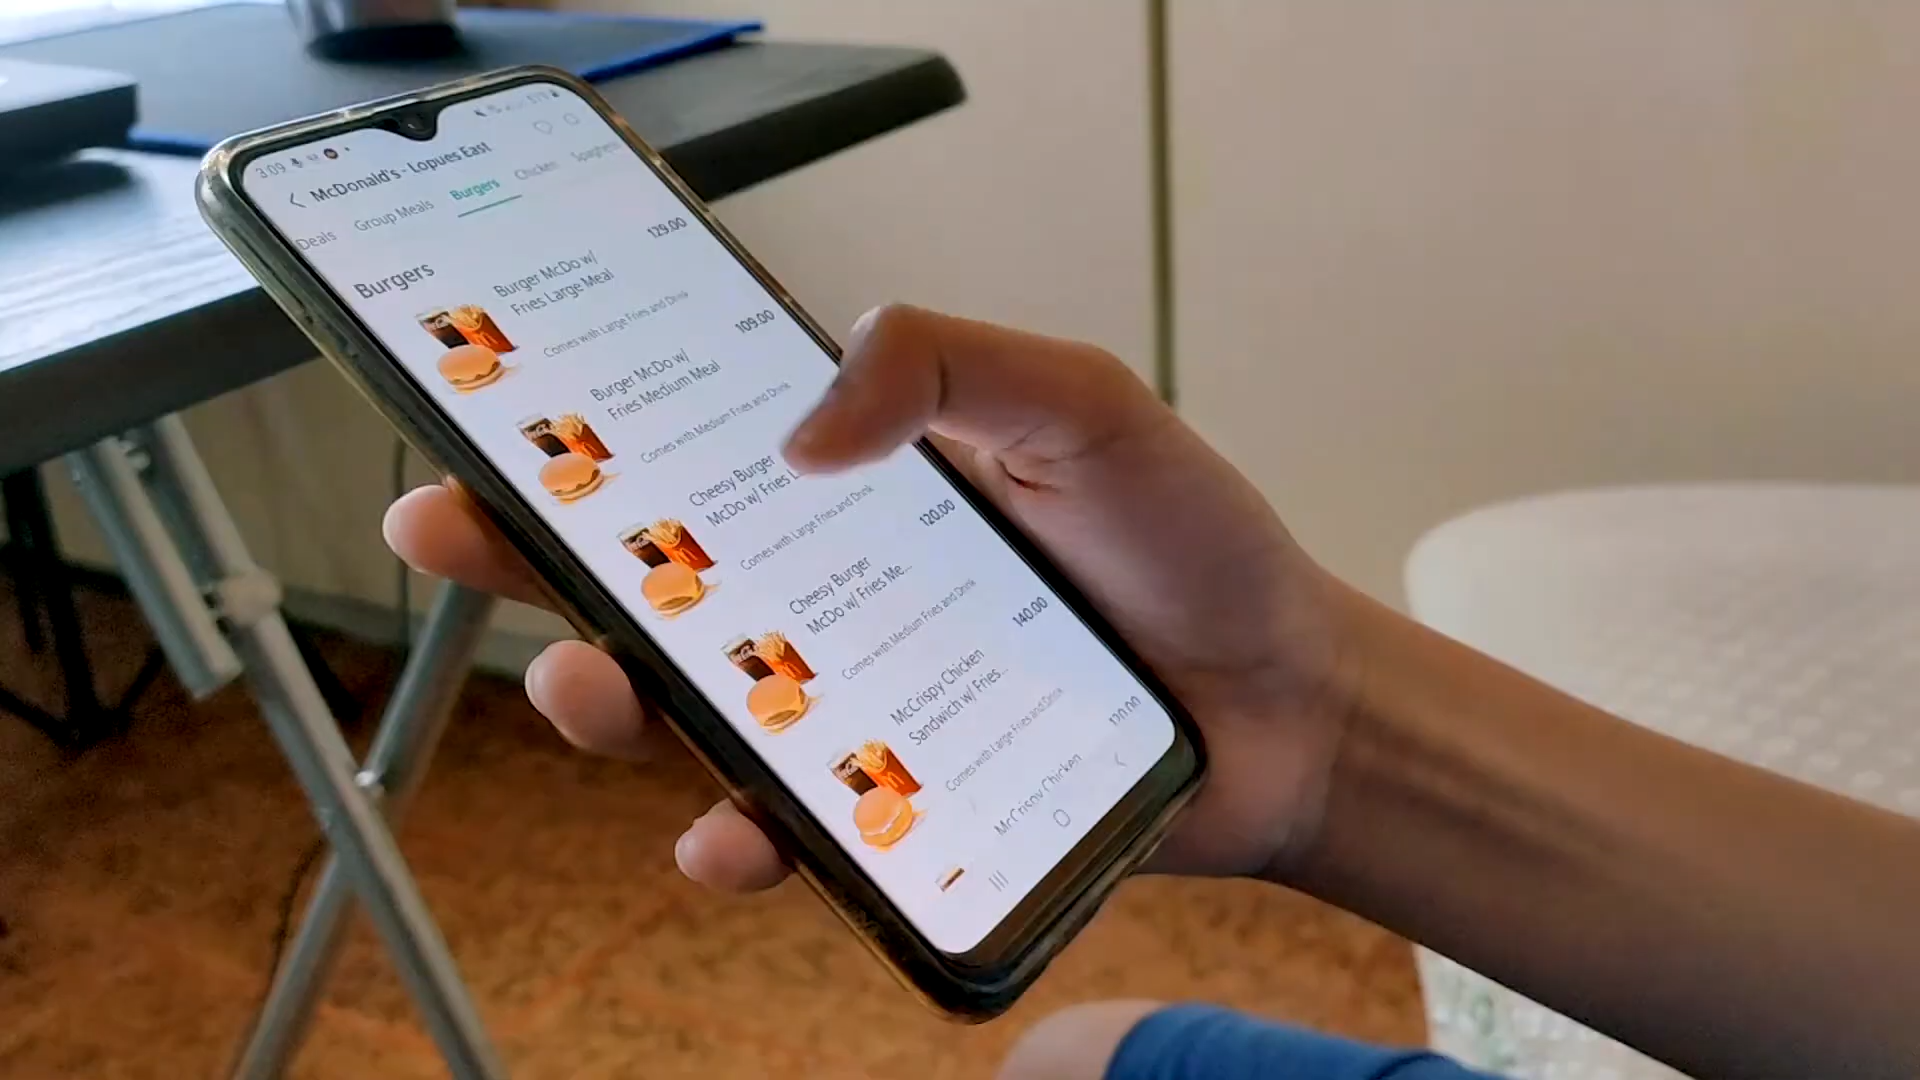 3:09
McDonald's - Lopues East
Deals Group Meals Burgers Chicken Spaghetti
Burgers
Burger McDo w/ 129.00
Fries Large Meal
Comes with Large Fries and Drink
Burger McDo w/ 109.00
Fries Medium Meal
Comes with Medium Fries and Drink
Cheesy Burger
McDo w/ Fries L
Comes with Large Fries and Drink
Cheesy Burger 120.00
McDo w/ Fries Me...
Comes with Medium Fries and Drink
McCrispy Chicken 140.00
Sandwich w/ Fries...
Comes with Large Fries and Drink
McCrispy Chicken 120.00